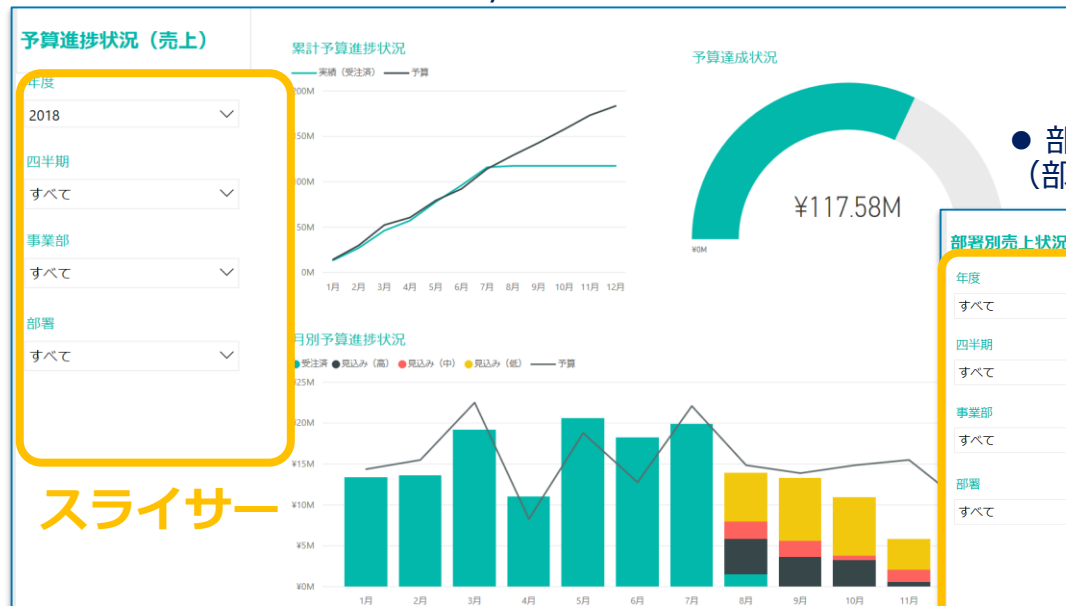 予算進捗状況（売上）
年度
2018
四半期
すべて
事業部
すべて
部署
すべて
スライサー
累計予算進捗状況
実績（受注済） 予算
50M
0M
1月 2月 3月 4月 5月 6月 7月 8月 9月 10月 11月 12月
予算達成状況
¥117.58M
¥0M
月別予算進捗状況
受注済 見込み（高） 見込み（中） 見込み（低） 予算
¥20M
¥15M
¥10M
¥5M
¥0M
1月 2月 3月 4月 5月 6月 7月 8月 9月 10月 11月
部署別売上状況
年度
すべて
四半期
すべて
事業部
すべて
部署
すべて